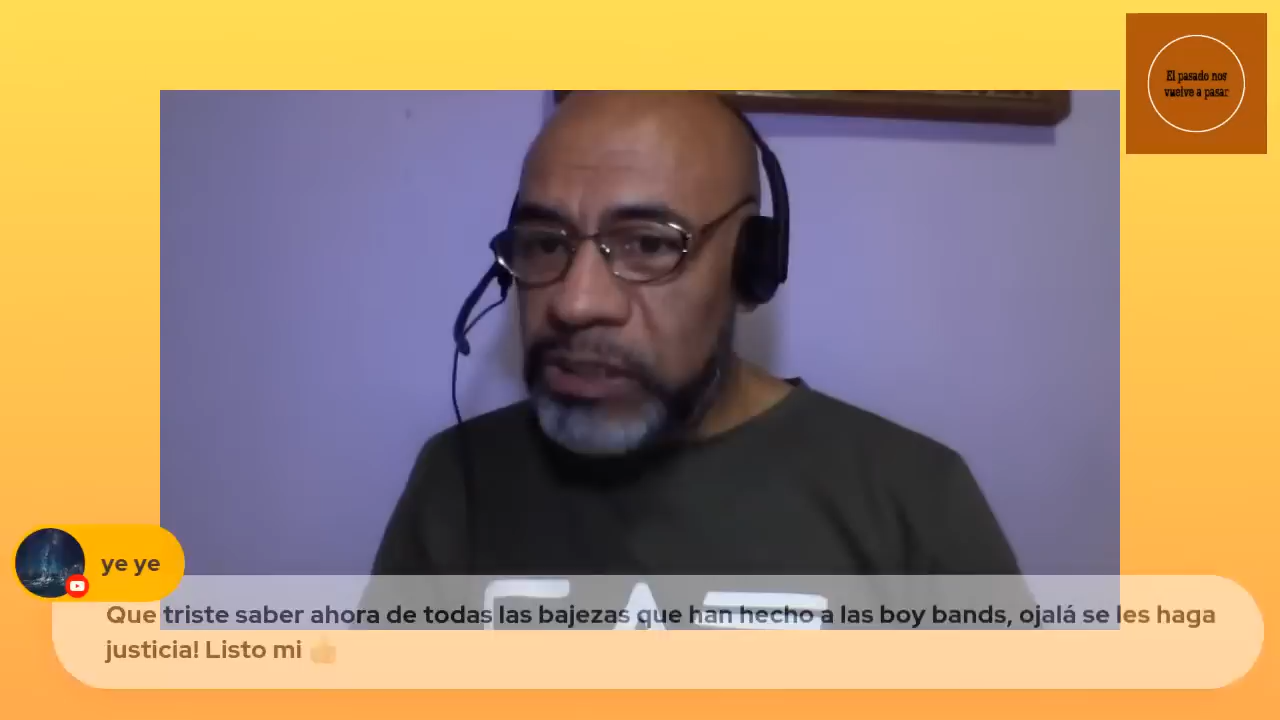 El pasado nos
vuelve a pasar
ye ye
Que triste saber ahora de todas las bajezas que han hecho a las boy bands, ojalá se les haga
justicia! Listo mi 👍